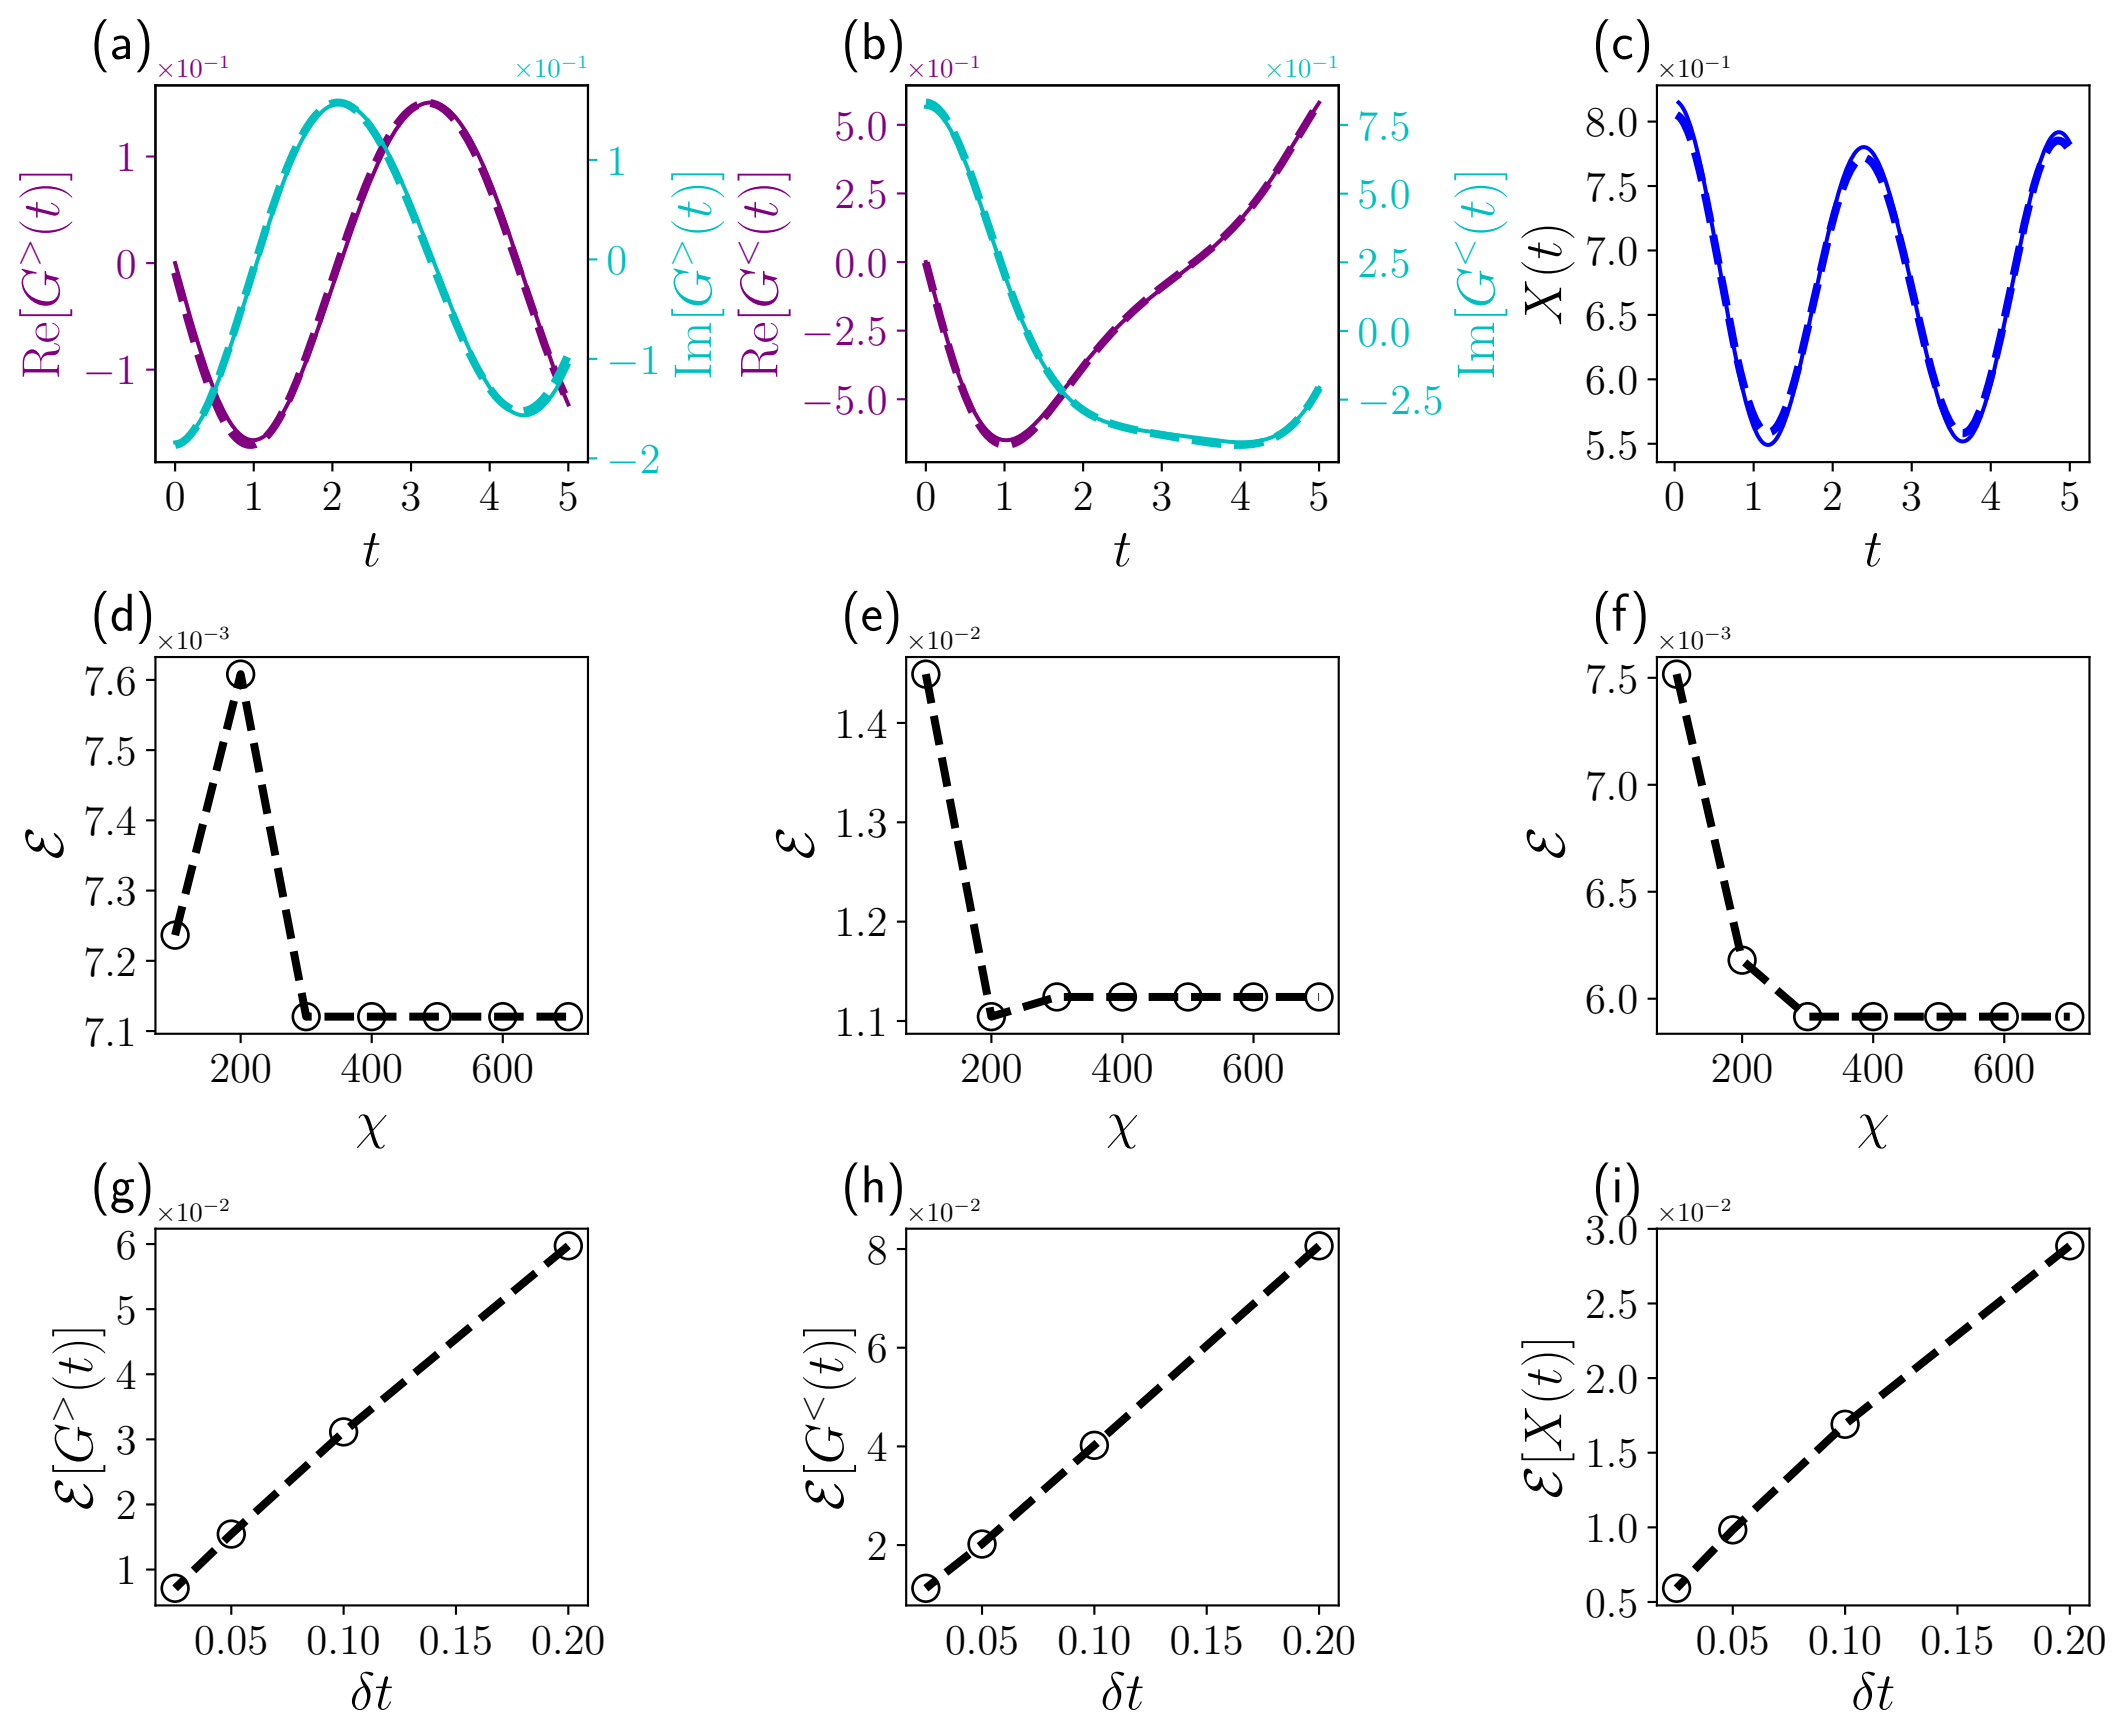 (a)
×10⁻¹
×10⁻¹
Re[G^>(t)]
1
0
−1
1
0
−1
−2
Im[G^>(t)]
0 1 2 3 4 5
t
(b)
×10⁻¹
×10⁻¹
Re[G^<(t)]
5.0
2.5
0.0
−2.5
−5.0
7.5
5.0
2.5
0.0
−2.5
Im[G^<(t)]
0 1 2 3 4 5
t
(c)
×10⁻¹
X(t)
8.0
7.5
7.0
6.5
6.0
5.5
0 1 2 3 4 5
t
(d)
×10⁻³
ℰ
7.6
7.5
7.4
7.3
7.2
7.1
200 400 600
χ
(e)
×10⁻²
ℰ
1.4
1.3
1.2
1.1
200 400 600
χ
(f)
×10⁻³
ℰ
7.5
7.0
6.5
6.0
200 400 600
χ
(g)
×10⁻²
ℰ[G^>(t)]
6
5
4
3
2
1
0.05 0.10 0.15 0.20
δt
(h)
×10⁻²
ℰ[G^<(t)]
8
6
4
2
0.05 0.10 0.15 0.20
δt
(i)
×10⁻²
ℰ[X(t)]
3.0
2.5
2.0
1.5
1.0
0.5
0.05 0.10 0.15 0.20
δt